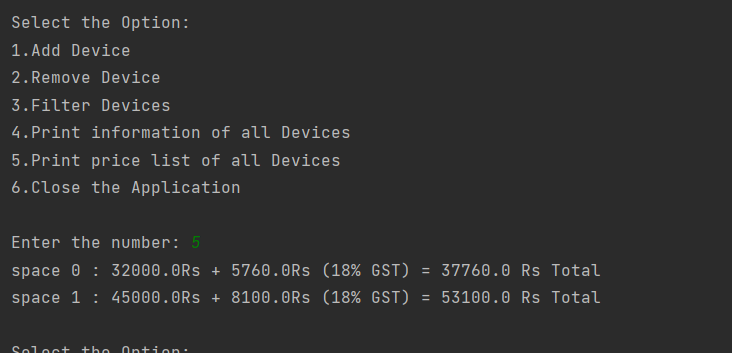 Select the Option:
1.Add Device
2.Remove Device
3.Filter Devices
4.Print information of all Devices
5.Print price list of all Devices
6.Close the Application
Enter the number: 5
space 0 : 32000.0Rs + 5760.0Rs (18% GST) = 37760.0 Rs Total
space 1 : 45000.0Rs + 8100.0Rs (18% GST) = 53100.0 Rs Total
Select the Option: